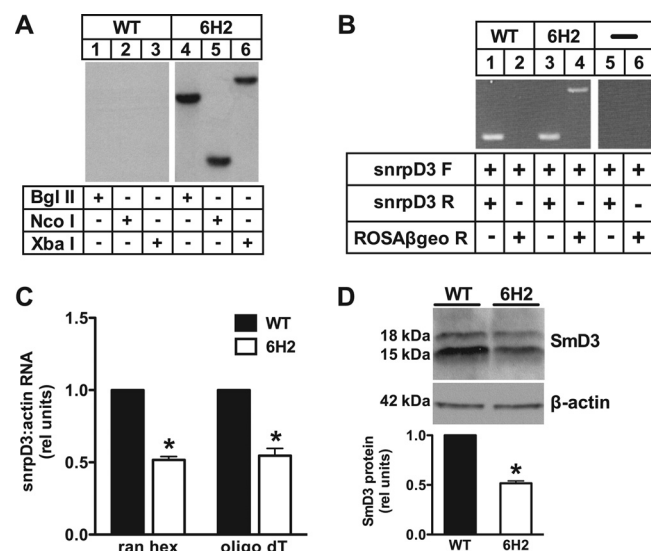 A
WT 6H2
1 2 3 4 5 6
Bgl II + - - + - -
Nco I - + - - + -
Xba I - - + - - +
B
WT 6H2 —
1 2 3 4 5 6
snrpD3 F + + + + + +
snrpD3 R + - + - + -
ROSAβgeo R - + - + - +
C
snrpD3:actin RNA
(rel units)
1.5
1.0
0.5
0.0
WT
6H2
* *
ran hex oligo dT
D
WT 6H2
18 kDa
15 kDa
SmD3
42 kDa
β-actin
SmD3 protein
(rel units)
1.0
0.5
0.0
*
WT 6H2